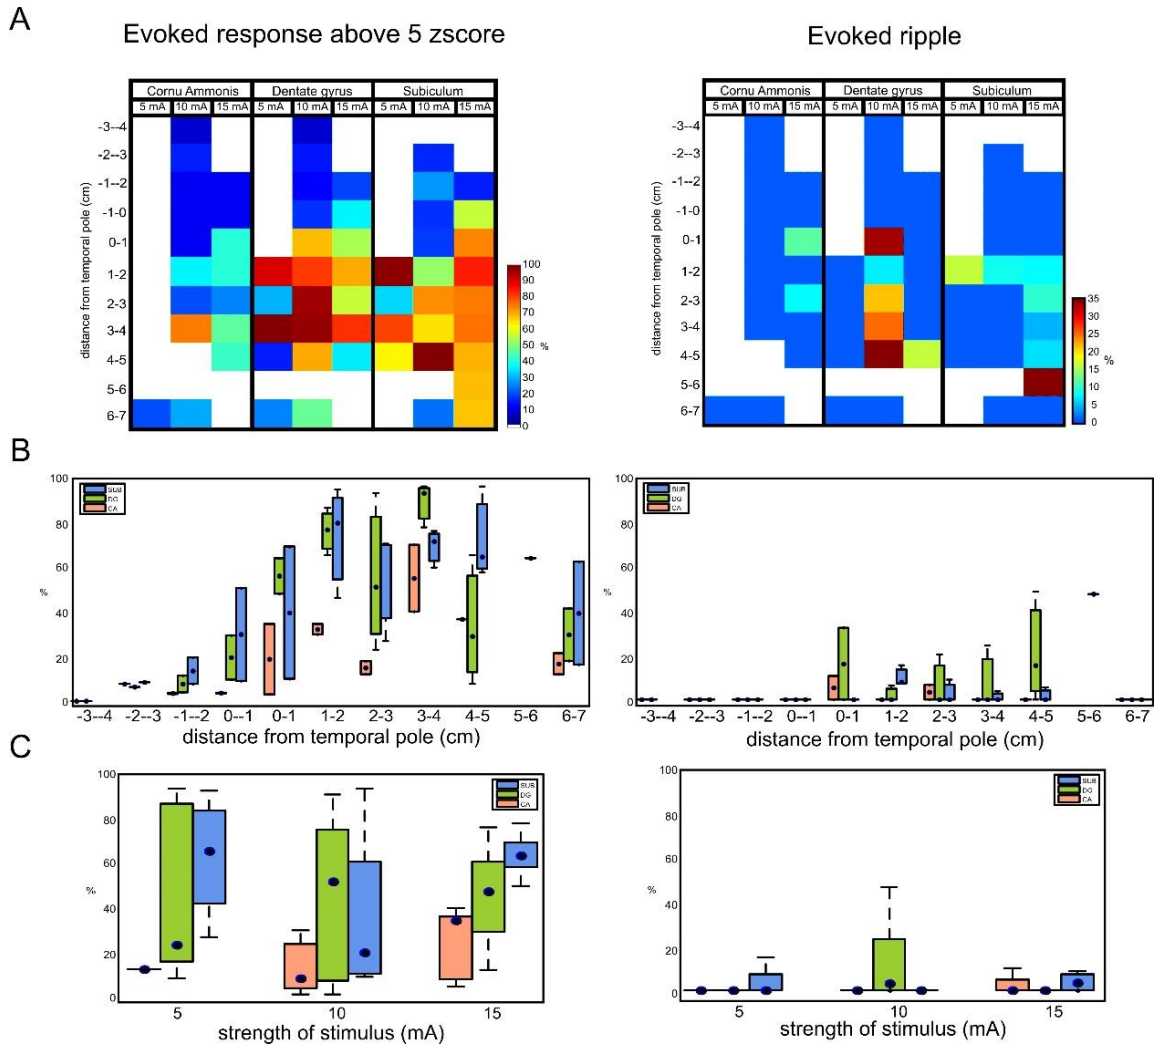 A
Evoked response above 5 zscore
Evoked ripple
Cornu Ammonis Dentate gyrus Subiculum
5 mA 10 mA 15 mA 5 mA 10 mA 15 mA 5 mA 10 mA 15 mA
Cornu Ammonis Dentate gyrus Subiculum
5 mA 10 mA 15 mA 5 mA 10 mA 15 mA 5 mA 10 mA 15 mA
distance from temporal pole (cm)
-3--4
-2--3
-1--2
-1-0
0-1
1-2
2-3
3-4
4-5
5-6
6-7
100
90
80
70
60
50
40
30
20
10
0
%
distance from temporal pole (cm)
-3--4
-2--3
-1--2
-1-0
0-1
1-2
2-3
3-4
4-5
5-6
6-7
35
30
25
20
15
10
5
0
%
B
100
80
60
40
20
0
%
SUB
DG
CA
-3--4 -2--3 -1--2 0--1 0-1 1-2 2-3 3-4 4-5 5-6 6-7
distance from temporal pole (cm)
100
80
60
40
20
0
%
SUB
DG
CA
-3--4 -2--3 -1--2 0--1 0-1 1-2 2-3 3-4 4-5 5-6 6-7
distance from temporal pole (cm)
C
100
80
60
40
20
0
%
SUB
DG
CA
5 10 15
strength of stimulus (mA)
100
80
60
40
20
0
%
SUB
DG
CA
5 10 15
strength of stimulus (mA)